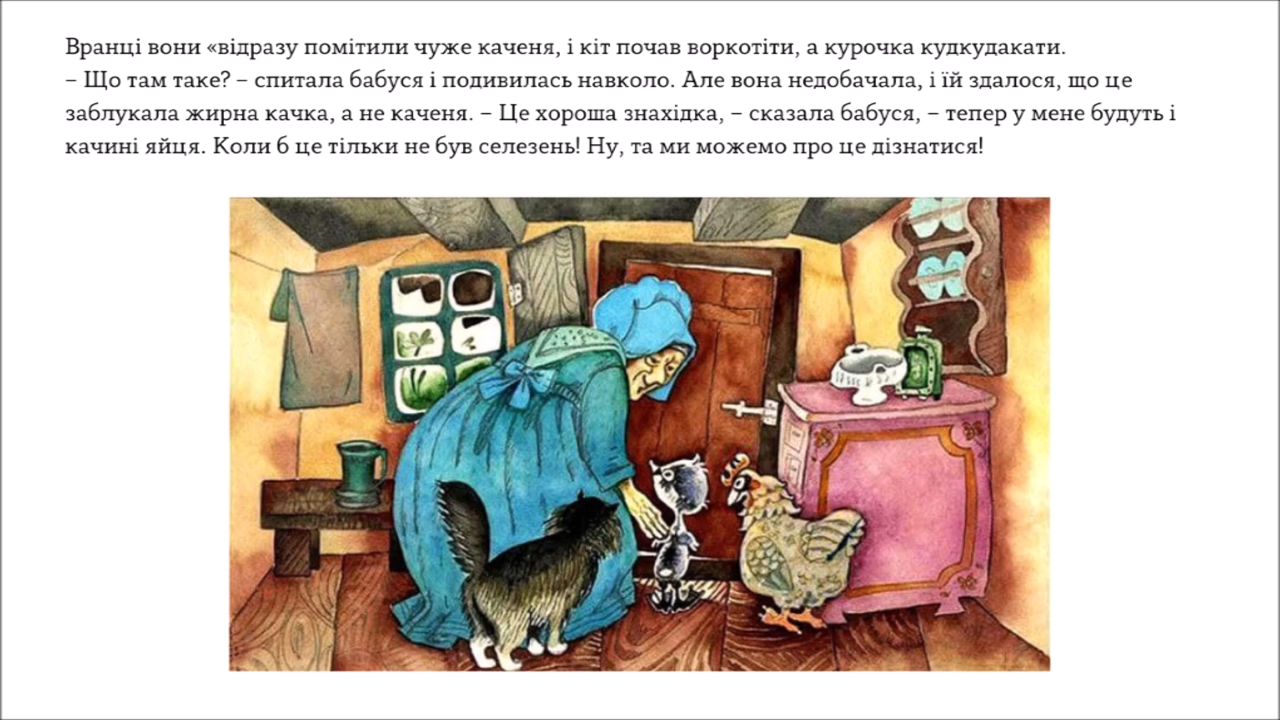 Вранці вони «відразу помітили чуже каченя, і кіт почав воркотіти, а курочка кудкудакати.
– Що там таке? – спитала бабуся і подивилась навколо. Але вона недобачала, і їй здалося, що це
заблукала жирна качка, а не каченя. – Це хороша знахідка, – сказала бабуся, – тепер у мене будуть і
качині яйця. Коли б це тільки не був селезень! Ну, та ми можемо про це дізнатися!